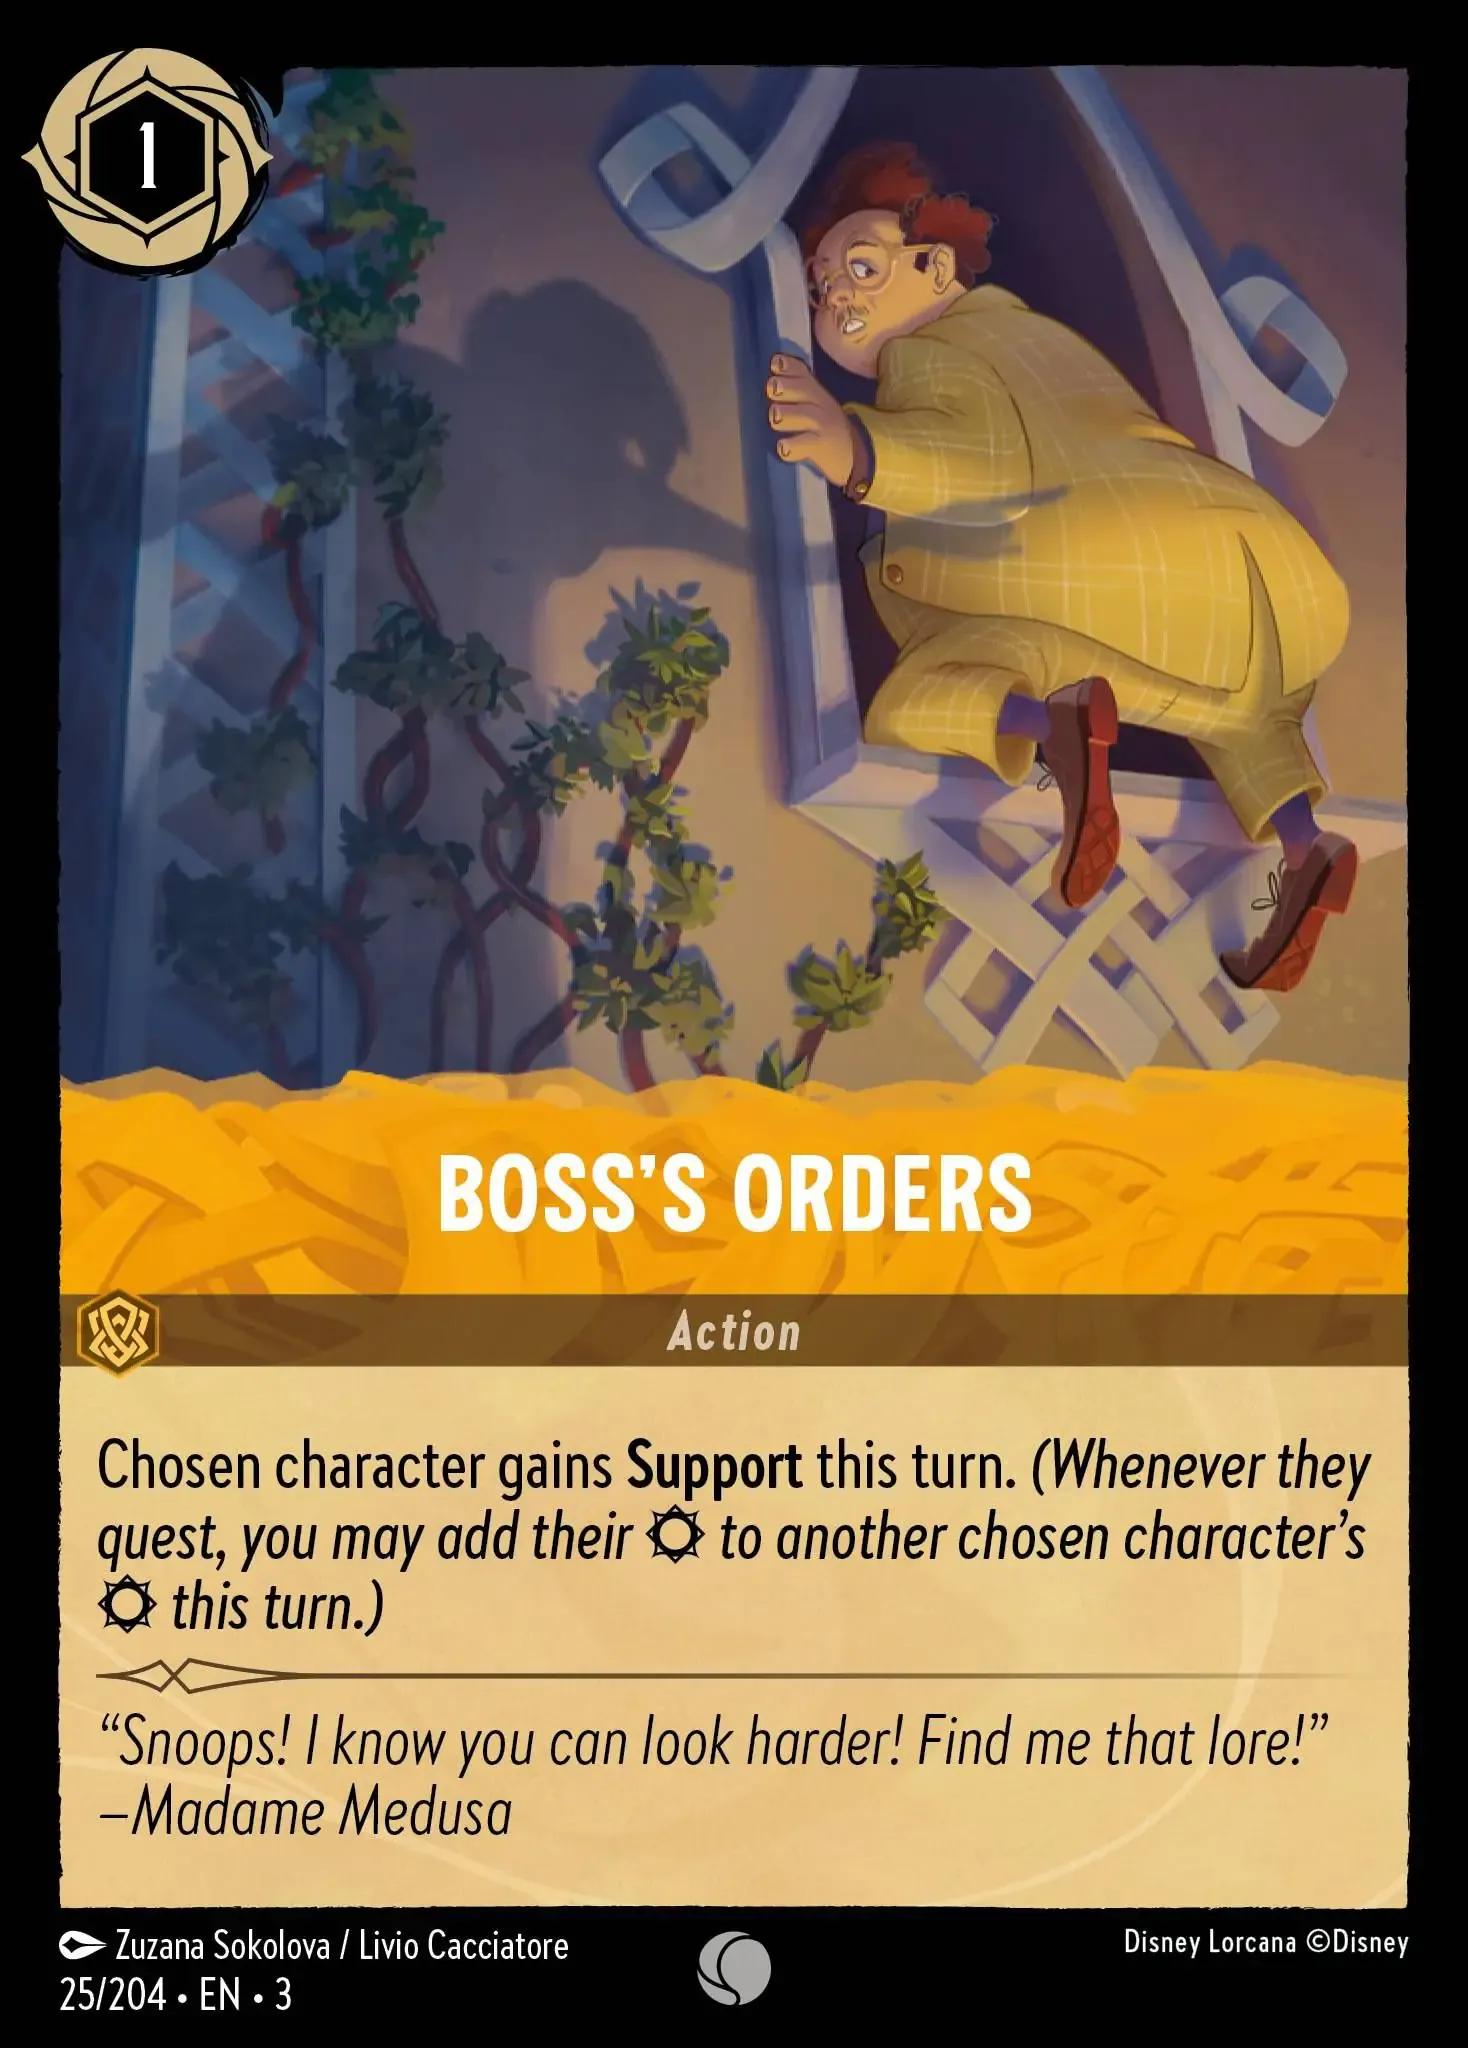 1
BOSS’S ORDERS
Action
Chosen character gains Support this turn. (Whenever they
quest, you may add their to another chosen character’s
this turn.)
“Snoops! I know you can look harder! Find me that lore!”
–Madame Medusa
Zuzana Sokolova / Livio Cacciatore
Disney Lorcana ©Disney
25/204 • EN • 3